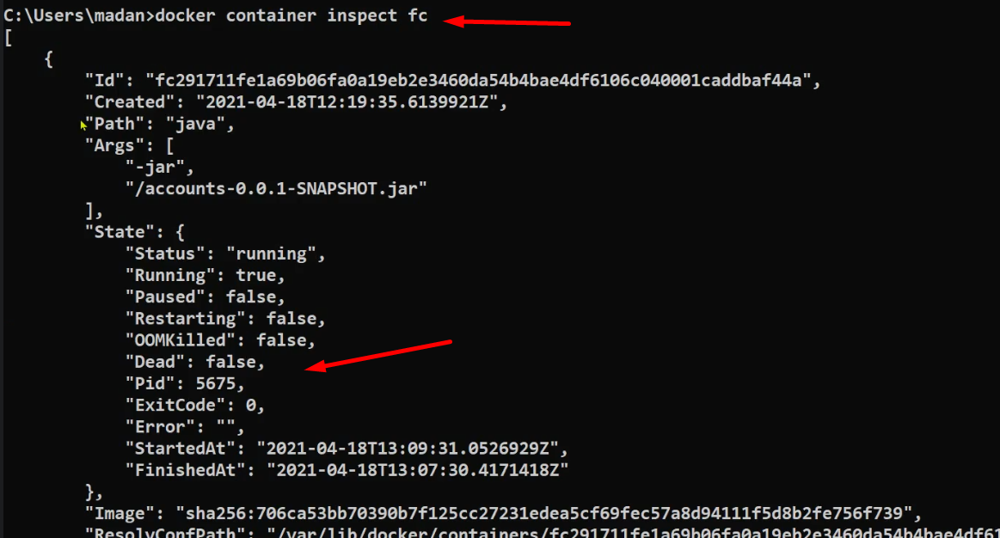 C:\Users\madan>docker container inspect fc
[
    {
        "Id": "fc291711fe1a69b06fa0a19eb2e3460da54b4bae4df6106c040001caddbaf44a",
        "Created": "2021-04-18T12:19:35.6139921Z",
        "Path": "java",
        "Args": [
            "-jar",
            "/accounts-0.0.1-SNAPSHOT.jar"
        ],
        "State": {
            "Status": "running",
            "Running": true,
            "Paused": false,
            "Restarting": false,
            "OOMKilled": false,
            "Dead": false,
            "Pid": 5675,
            "ExitCode": 0,
            "Error": "",
            "StartedAt": "2021-04-18T13:09:31.0526929Z",
            "FinishedAt": "2021-04-18T13:07:30.4171418Z"
        },
        "Image": "sha256:706ca53bb70390b7f125cc27231edea5cf69fec57a8d94111f5d8b2fe756f739",
        "ResolvConfPath": "/var/lib/docker/containers/fc291711fe1a69b06fa0a19eb2e3460da54b4bae4df61